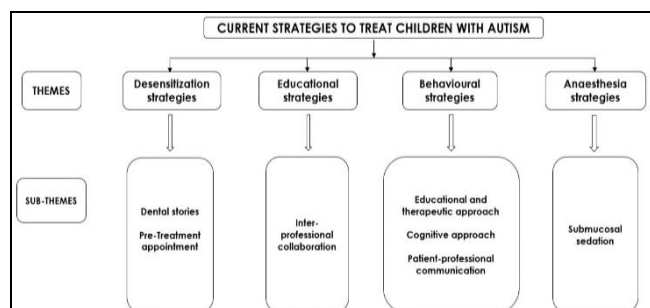 CURRENT STRATEGIES TO TREAT CHILDREN WITH AUTISM
THEMES
Desensitization
strategies
Educational
strategies
Behavioural
strategies
Anaesthesia
strategies
SUB-THEMES
Dental stories
Pre-Treatment
appointment
Inter-
professional
collaboration
Educational and
therapeutic approach
Cognitive approach
Patient-professional
communication
Submucosal
sedation